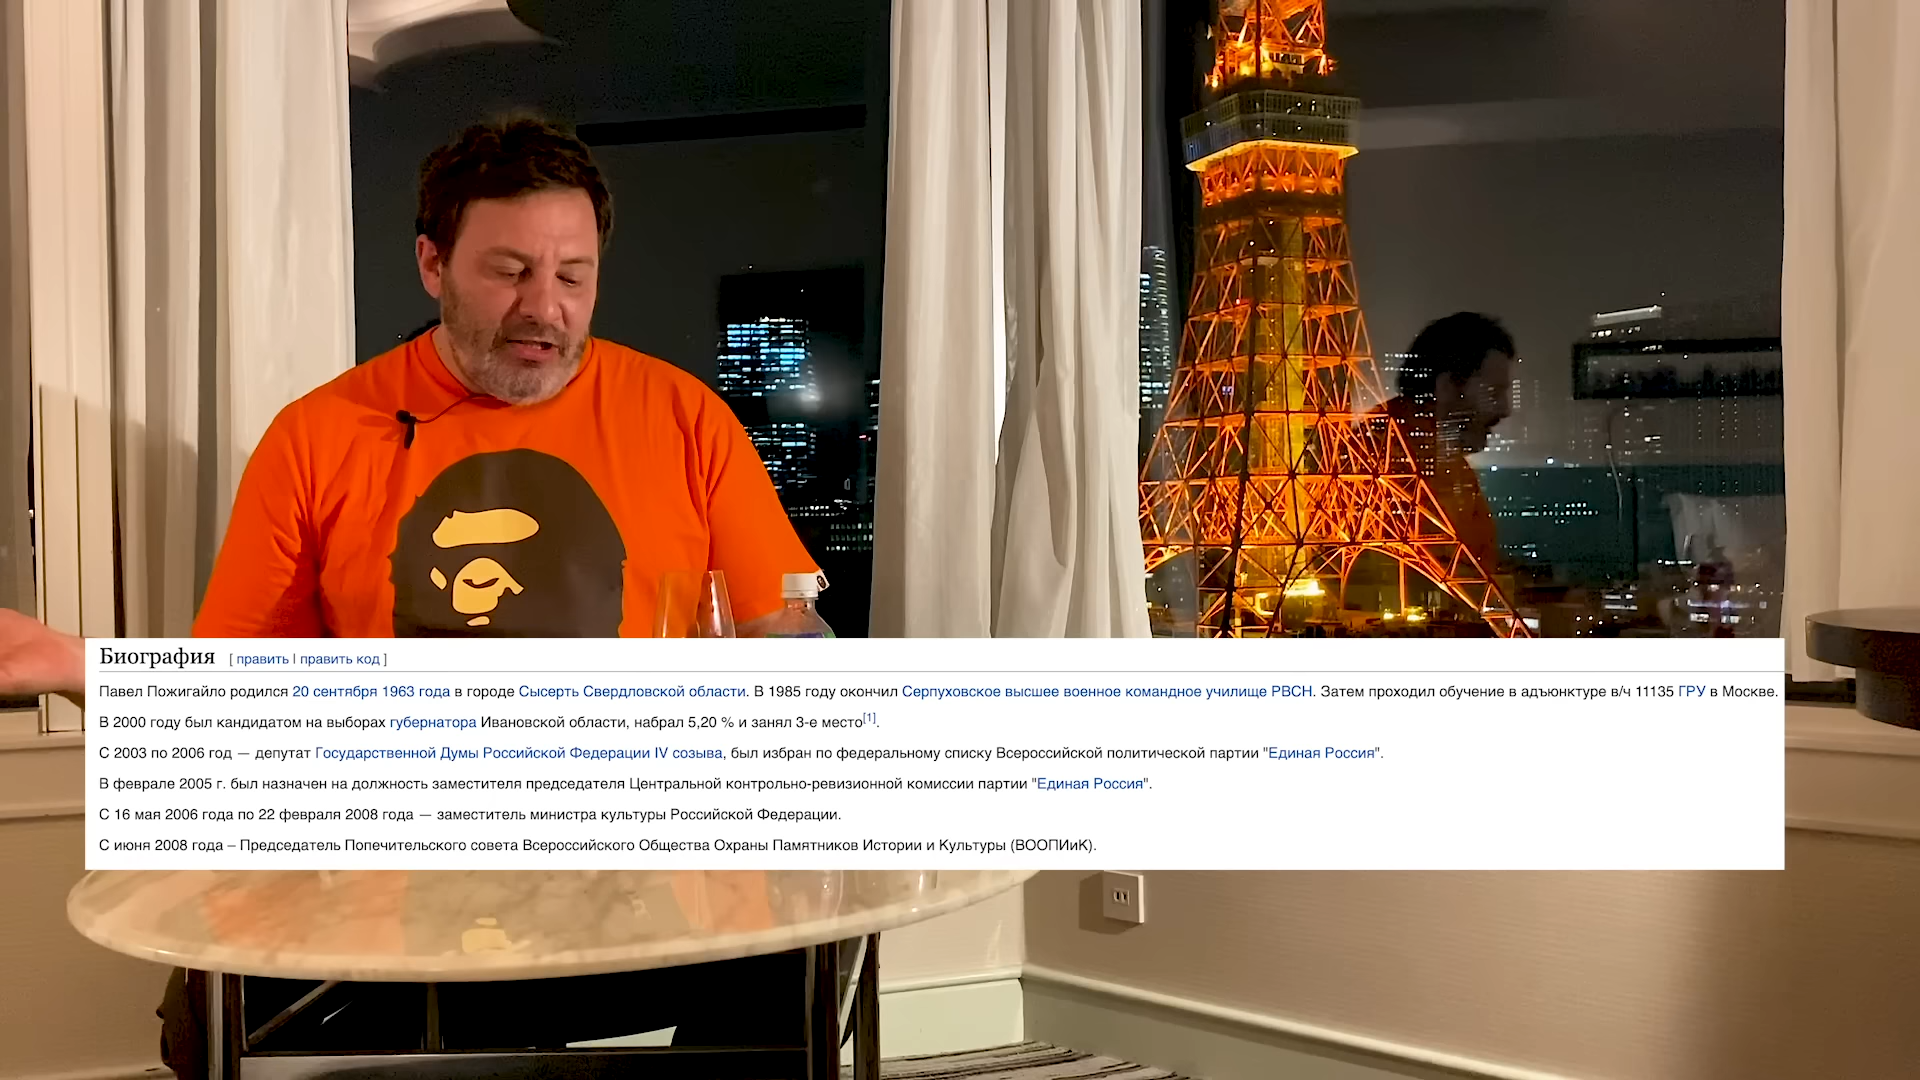 Биография [ править | править код ]
Павел Пожигайло родился 20 сентября 1963 года в городе Сысерть Свердловской области. В 1985 году окончил Серпуховское высшее военное командное училище РВСН. Затем проходил обучение в адъюнктуре в/ч 11135 ГРУ в Москве.
В 2000 году был кандидатом на выборах губернатора Ивановской области, набрал 5,20 % и занял 3-е место[1].
С 2003 по 2006 год — депутат Государственной Думы Российской Федерации IV созыва, был избран по федеральному списку Всероссийской политической партии "Единая Россия".
В феврале 2005 г. был назначен на должность заместителя председателя Центральной контрольно-ревизионной комиссии партии "Единая Россия".
С 16 мая 2006 года по 22 февраля 2008 года — заместитель министра культуры Российской Федерации.
С июня 2008 года – Председатель Попечительского совета Всероссийского Общества Охраны Памятников Истории и Культуры (ВООПИиК).